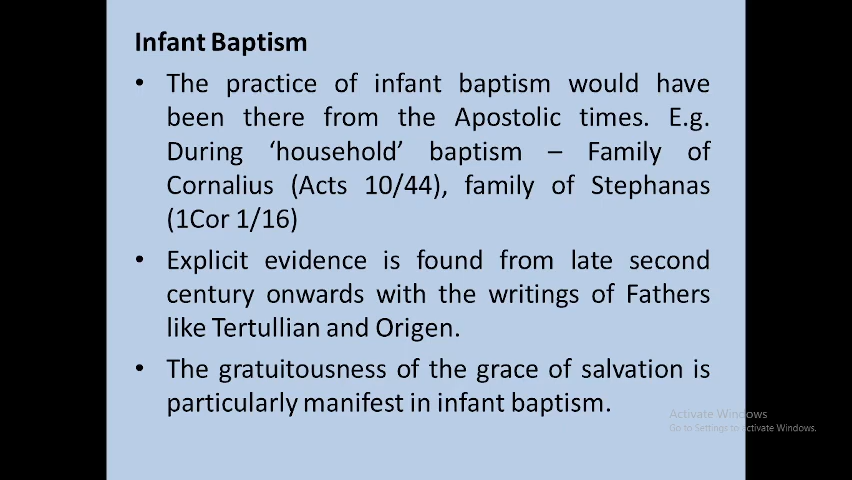 Infant Baptism
• The practice of infant baptism would have
been there from the Apostolic times. E.g.
During ‘household’ baptism – Family of
Cornalius (Acts 10/44), family of Stephanas
(1Cor 1/16)
• Explicit evidence is found from late second
century onwards with the writings of Fathers
like Tertullian and Origen.
• The gratuitousness of the grace of salvation is
particularly manifest in infant baptism.
Activate Windows
Go to Settings to Activate Windows.